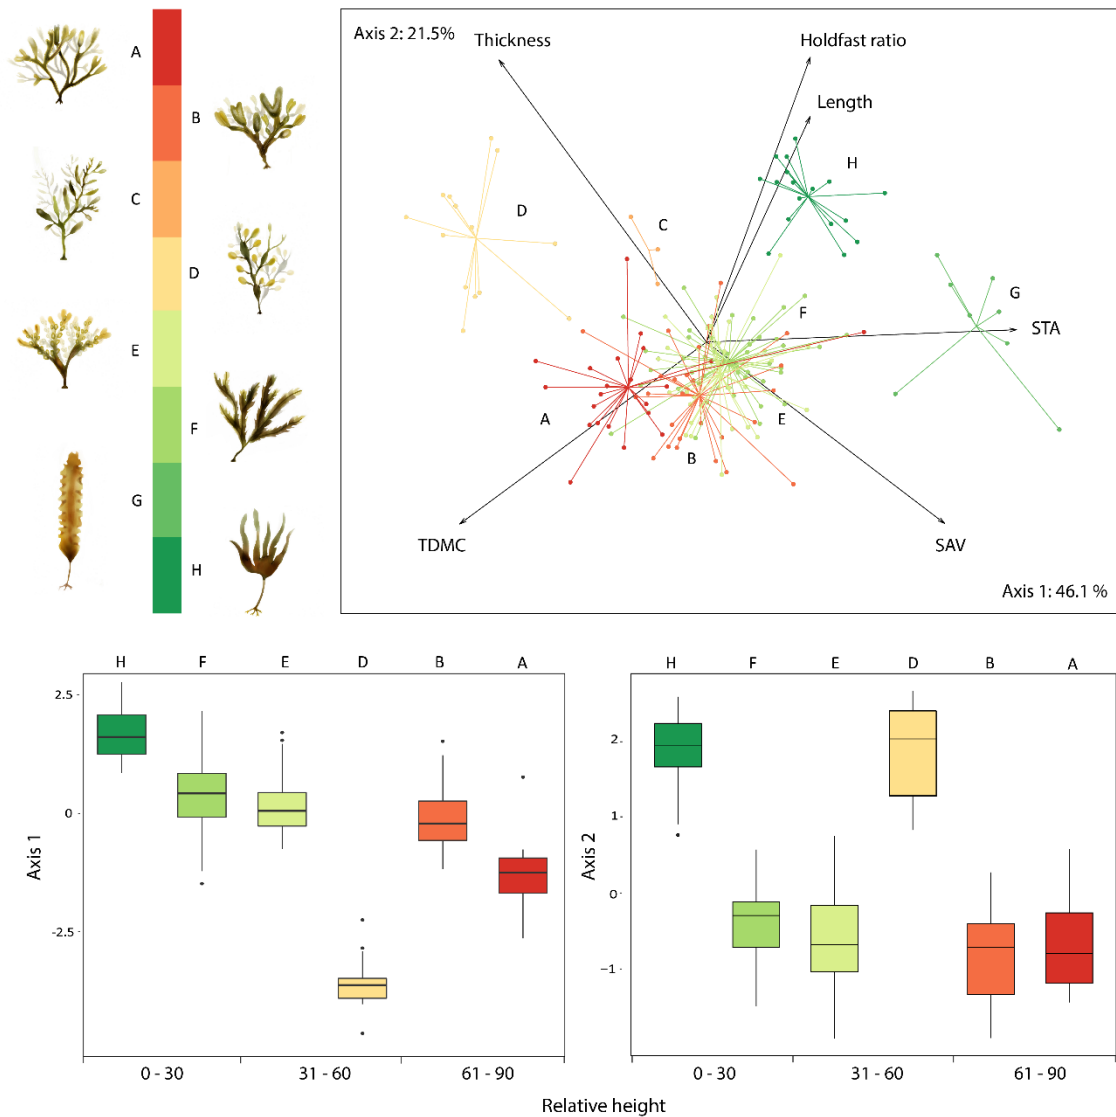 A
B
C
D
E
F
G
H
Axis 2: 21.5%
Thickness
Holdfast ratio
Length
H
D
C
G
F
STA
A
E
B
TDMC
SAV
Axis 1: 46.1 %
H F E D B A
2.5
0
-2.5
Axis 1
0 - 30 31 - 60 61 - 90
H F E D B A
2
1
0
-1
Axis 2
0 - 30 31 - 60 61 - 90
Relative height